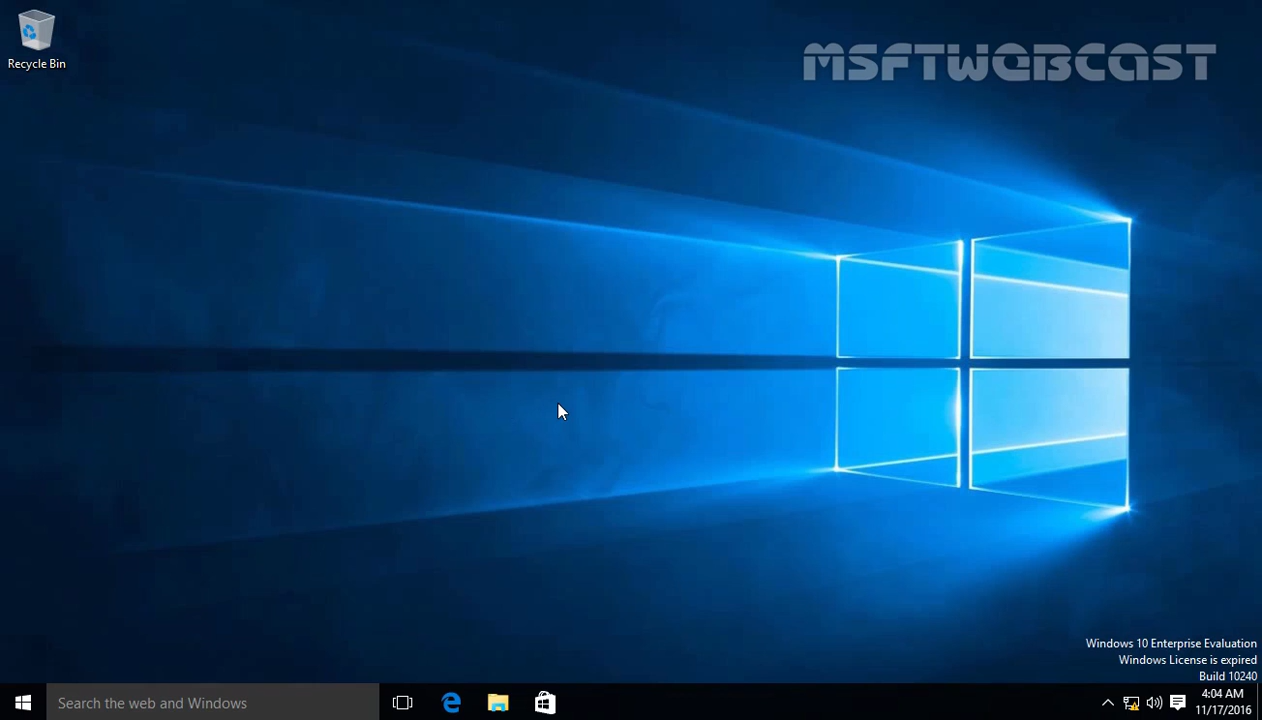 Recycle Bin
MSFTWEBCAST
Windows 10 Enterprise Evaluation
Windows License is expired
Build 10240
Search the web and Windows
4:04 AM
11/17/2016